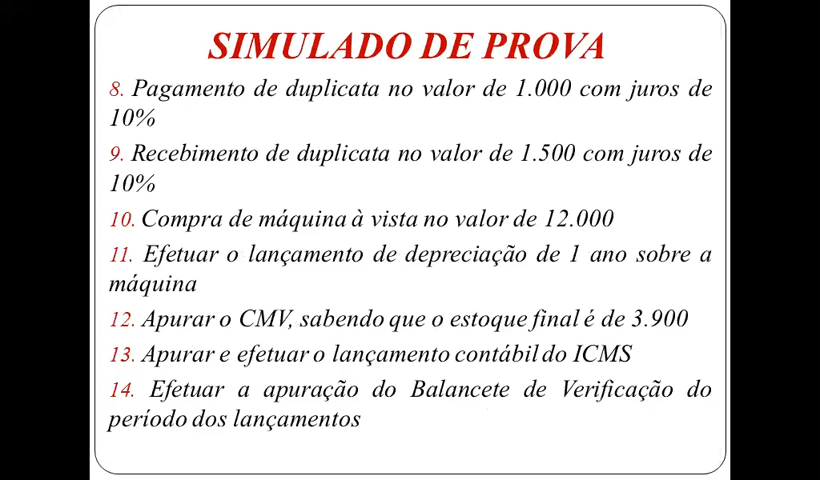 SIMULADO DE PROVA
8. Pagamento de duplicata no valor de 1.000 com juros de
10%
9. Recebimento de duplicata no valor de 1.500 com juros de
10%
10. Compra de máquina à vista no valor de 12.000
11. Efetuar o lançamento de depreciação de 1 ano sobre a
máquina
12. Apurar o CMV, sabendo que o estoque final é de 3.900
13. Apurar e efetuar o lançamento contábil do ICMS
14. Efetuar a apuração do Balancete de Verificação do
período dos lançamentos